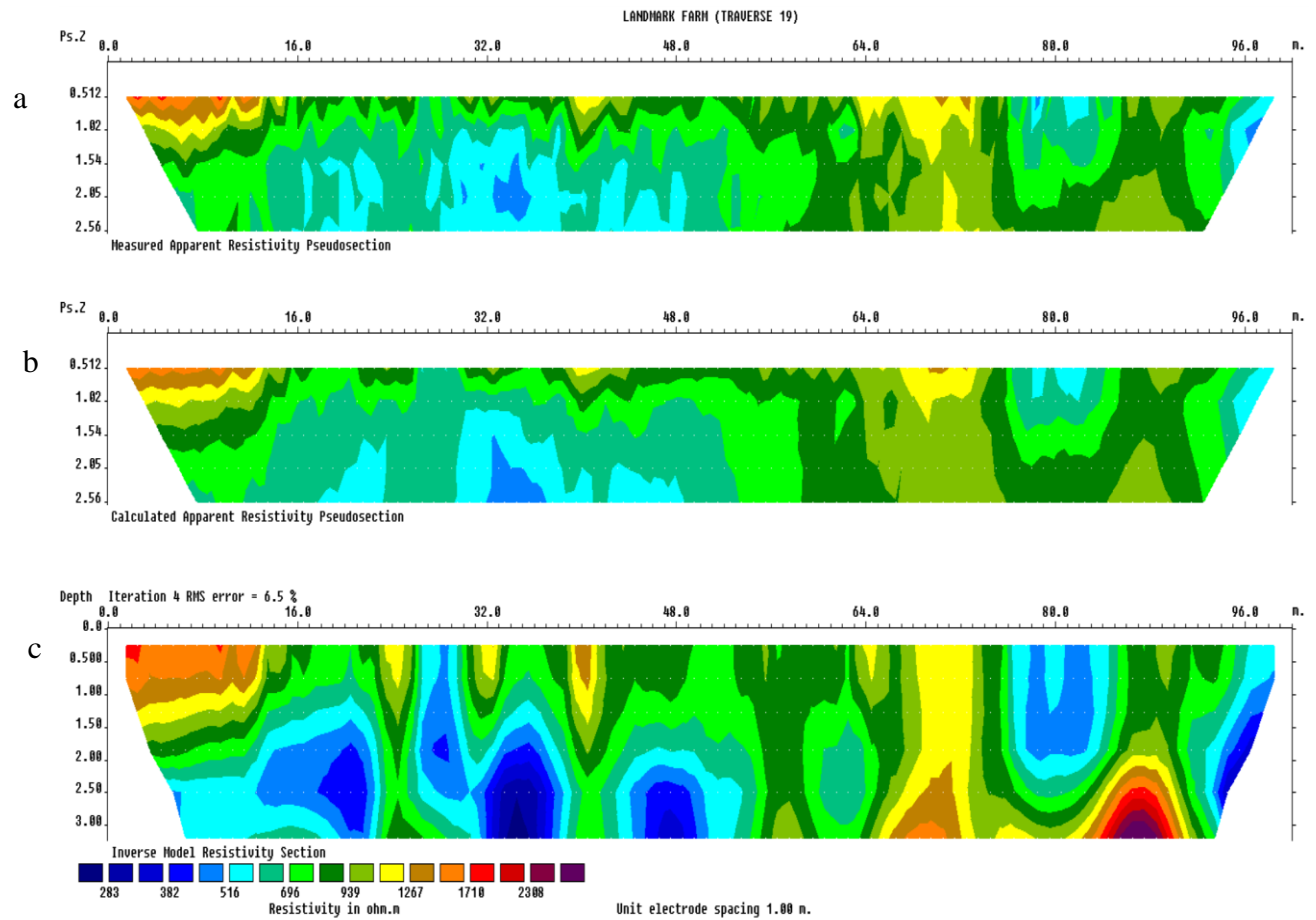 LANDMARK FARM (TRAVERSE 19)
Ps.Z 0.0 16.0 32.0 48.0 64.0 80.0 96.0 m.
a
0.512
1.02
1.54
2.05
2.56
Measured Apparent Resistivity Pseudosection
Ps.Z 0.0 16.0 32.0 48.0 64.0 80.0 96.0 m.
b
0.512
1.02
1.54
2.05
2.56
Calculated Apparent Resistivity Pseudosection
Depth Iteration 4 RMS error = 6.5 %
0.0 16.0 32.0 48.0 64.0 80.0 96.0 m.
0.0
c
0.500
1.00
1.50
2.00
2.50
3.00
Inverse Model Resistivity Section
283 382 516 696 939 1267 1710 2308
Resistivity in ohm.m Unit electrode spacing 1.00 m.